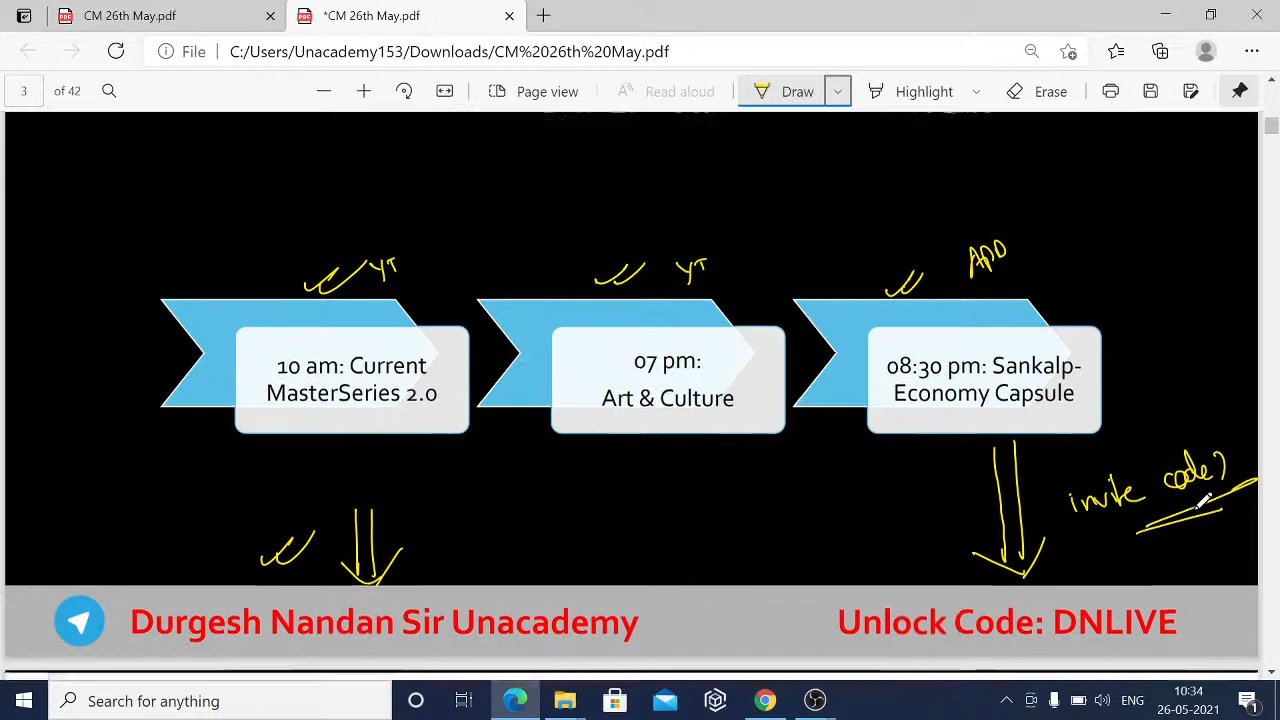 CM 26th May.pdf
*CM 26th May.pdf
File
C:/Users/Unacademy153/Downloads/CM%2026th%20May.pdf
3 of 42
Page view
Read aloud
Draw
Highlight
Erase
YT
YT
APP
10 am: Current
MasterSeries 2.0
07 pm:
Art & Culture
08:30 pm: Sankalp-
Economy Capsule
invite code)
Durgesh Nandan Sir Unacademy
Unlock Code: DNLIVE
Search for anything
ENG
10:34
26-05-2021
1